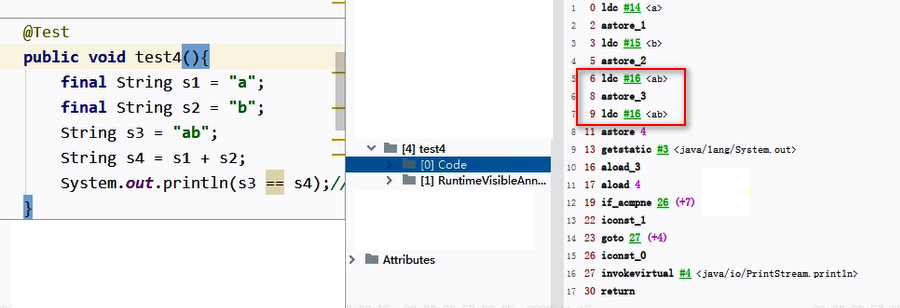 @Test
public void test4(){
final String s1 = "a";
final String s2 = "b";
String s3 = "ab";
String s4 = s1 + s2;
System.out.println(s3 == s4);//
}
[4] test4
[0] Code
[1] RuntimeVisibleAnn...
Attributes
1 0 ldc #14 <a>
2 2 astore_1
3 3 ldc #15 <b>
4 5 astore_2
5 6 ldc #16 <ab>
6 8 astore_3
7 9 ldc #16 <ab>
8 11 astore 4
9 13 getstatic #3 <java/lang/System.out>
10 16 aload_3
11 17 aload 4
12 19 if_acmpne 26 (+7)
13 22 iconst_1
14 23 goto 27 (+4)
15 26 iconst_0
16 27 invokevirtual #4 <java/io/PrintStream.println>
17 30 return